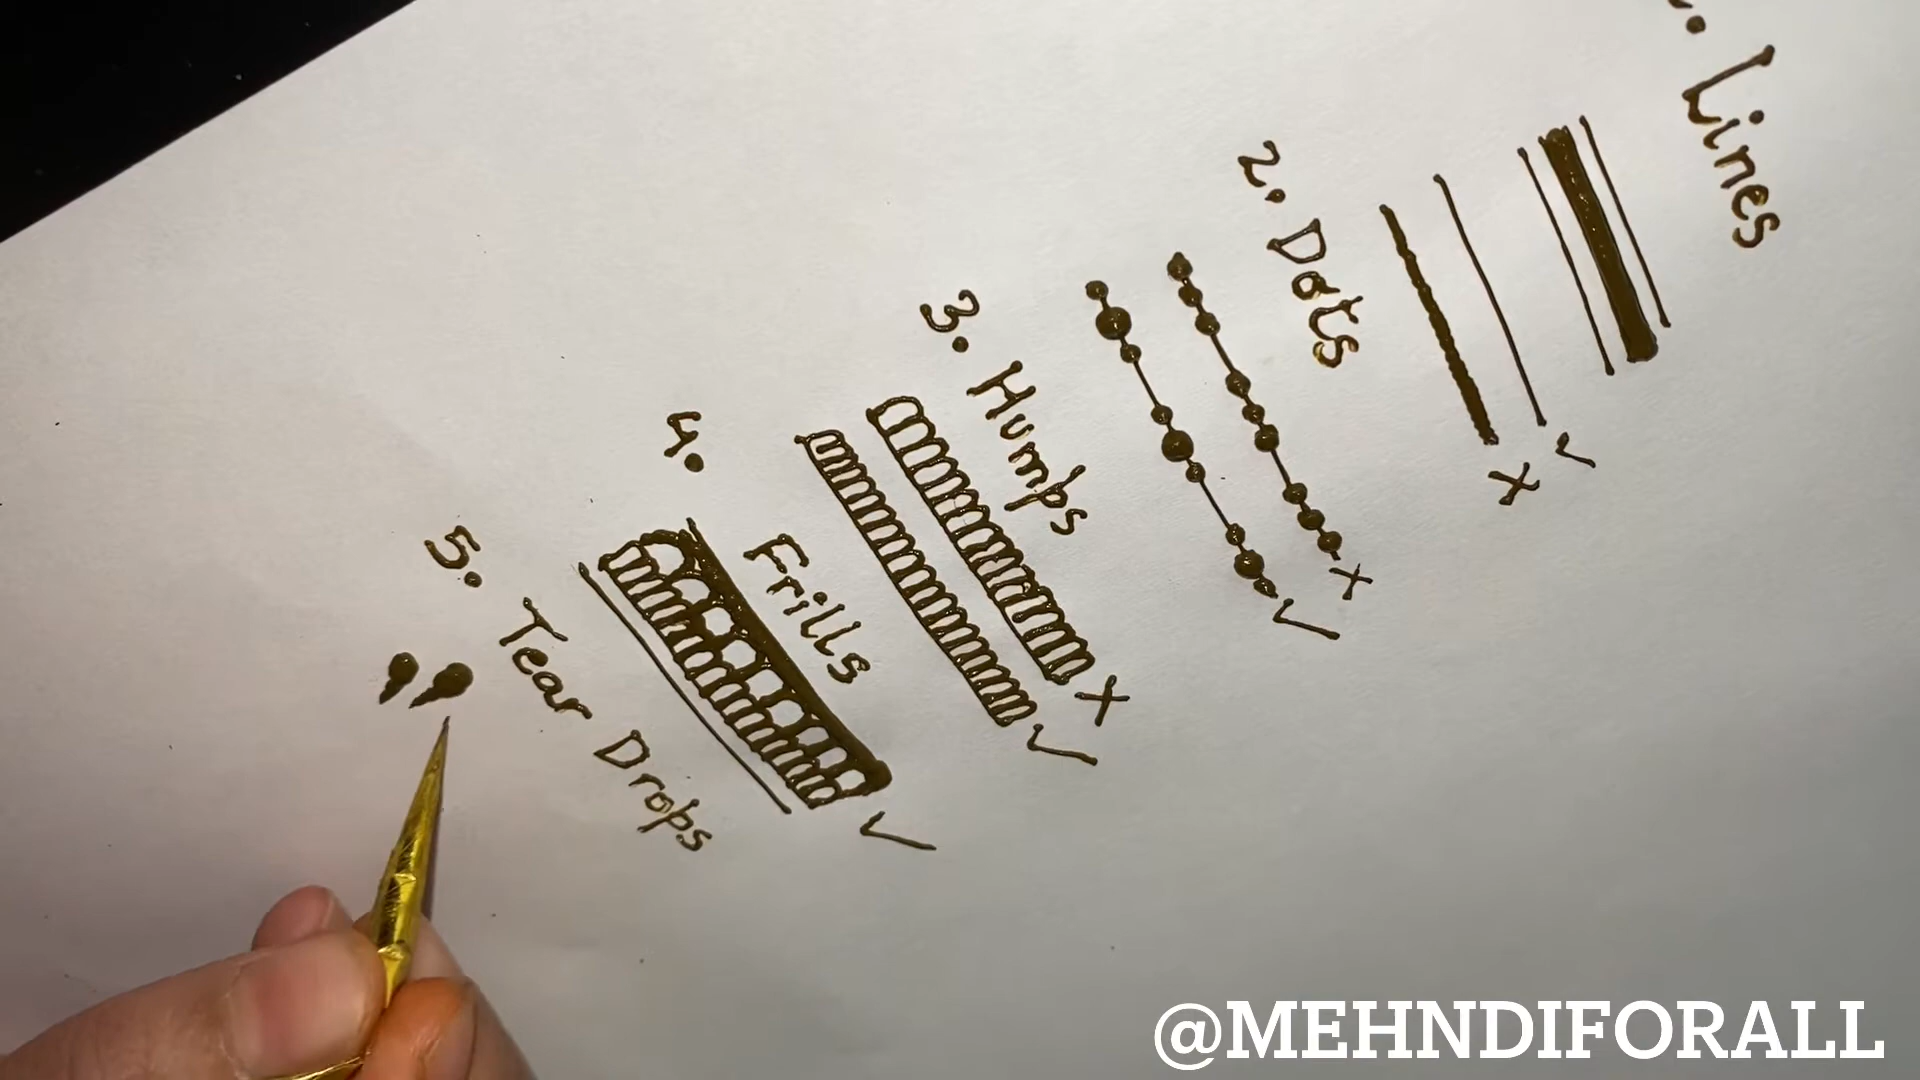 . Lines
✓
x
2. Dots
x
✓
3. Humps
x
✓
4. Frills
✓
5. Tear Drops
@MEHNDIFORALL